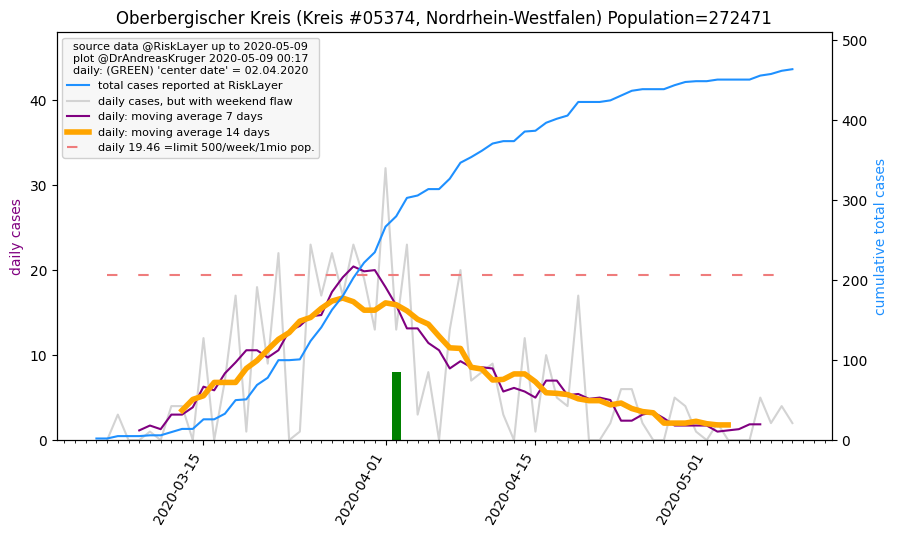 Oberbergischer Kreis (Kreis #05374, Nordrhein-Westfalen) Population=272471
source data @RiskLayer up to 2020-05-09
plot @DrAndreasKruger 2020-05-09 00:17
daily: (GREEN) 'center date' = 02.04.2020
total cases reported at RiskLayer
daily cases, but with weekend flaw
daily: moving average 7 days
daily: moving average 14 days
daily 19.46 =limit 500/week/1mio pop.
daily cases
40
30
20
10
0
cumulative total cases
500
400
300
200
100
0
2020-03-15
2020-04-01
2020-04-15
2020-05-01